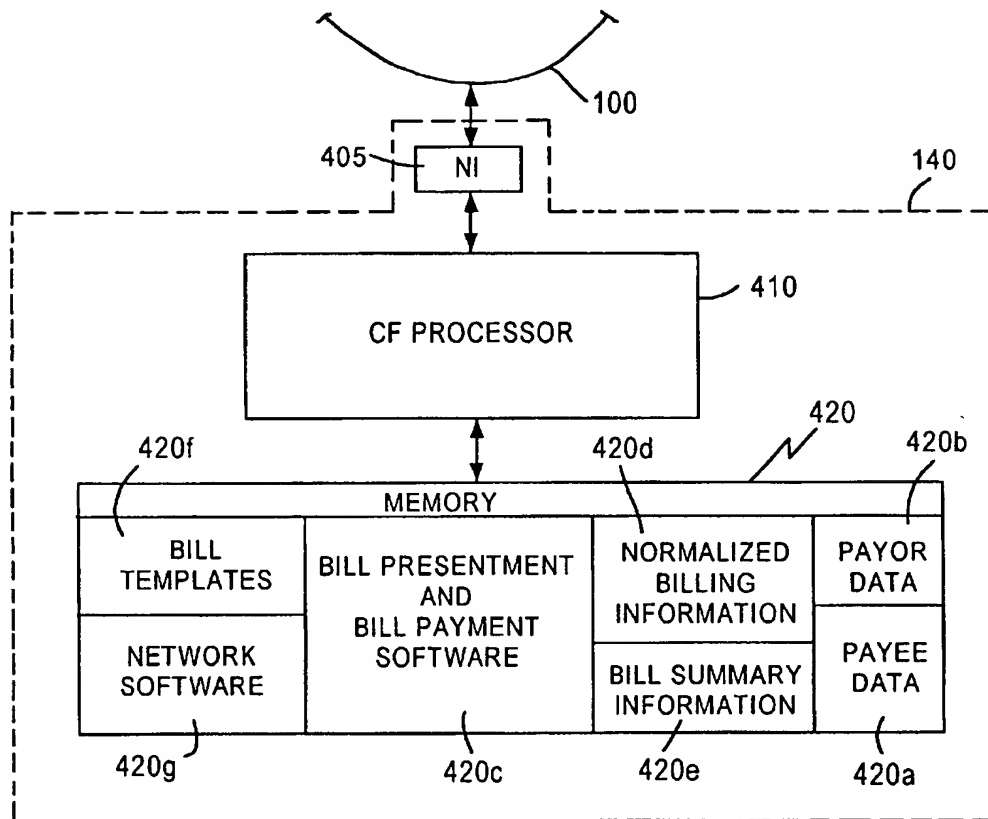 100
405
NI
140
410
CF PROCESSOR
420
420f
420d
420b
MEMORY
BILL
TEMPLATES
BILL PRESENTMENT
AND
BILL PAYMENT
SOFTWARE
NORMALIZED
BILLING
INFORMATION
PAYOR
DATA
NETWORK
SOFTWARE
BILL SUMMARY
INFORMATION
PAYEE
DATA
420g
420c
420e
420a